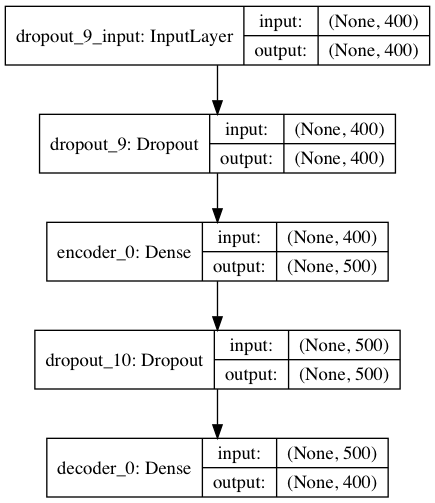 dropout_9_input: InputLayer
input: (None, 400)
output: (None, 400)
dropout_9: Dropout
input: (None, 400)
output: (None, 400)
encoder_0: Dense
input: (None, 400)
output: (None, 500)
dropout_10: Dropout
input: (None, 500)
output: (None, 500)
decoder_0: Dense
input: (None, 500)
output: (None, 400)